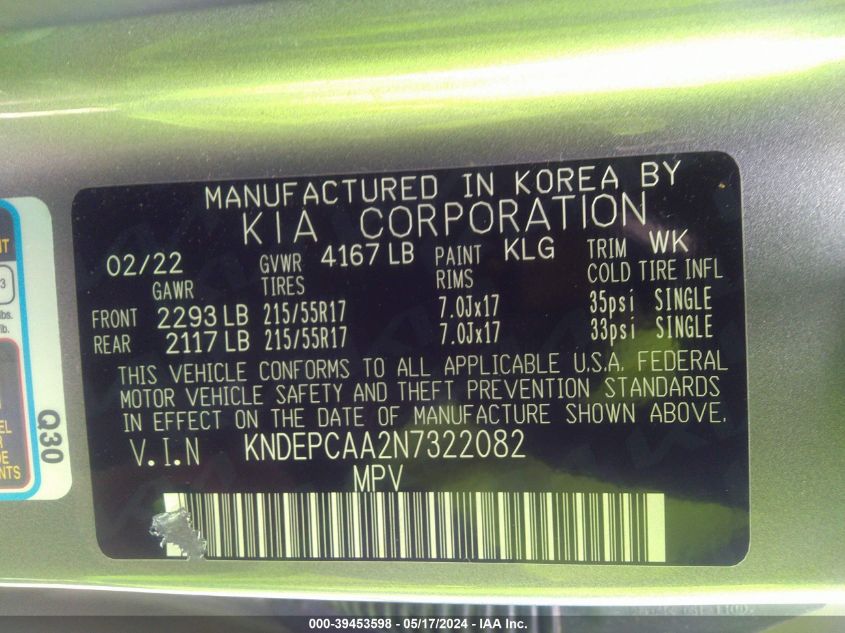 MANUFACTURED IN KOREA BY
KIA CORPORATION
02/22 GVWR 4167 LB PAINT KLG TRIM WK
GAWR TIRES RIMS COLD TIRE INFL
FRONT 2293 LB 215/55R17 7.0Jx17 35psi SINGLE
REAR 2117 LB 215/55R17 7.0Jx17 33psi SINGLE
THIS VEHICLE CONFORMS TO ALL APPLICABLE U.S.A. FEDERAL
MOTOR VEHICLE SAFETY AND THEFT PREVENTION STANDARDS
IN EFFECT ON THE DATE OF MANUFACTURE SHOWN ABOVE.
V.I.N KNDEPCAA2N7322082
MPV
Q30
000-39453598 - 05/17/2024 - IAA Inc.